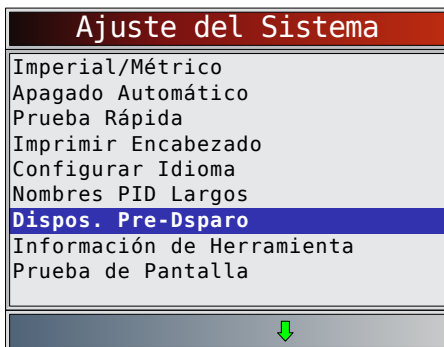 Ajuste del Sistema
Imperial/Métrico
Apagado Automático
Prueba Rápida
Imprimir Encabezado
Configurar Idioma
Nombres PID Largos
Dispos. Pre-Dsparo
Información de Herramienta
Prueba de Pantalla